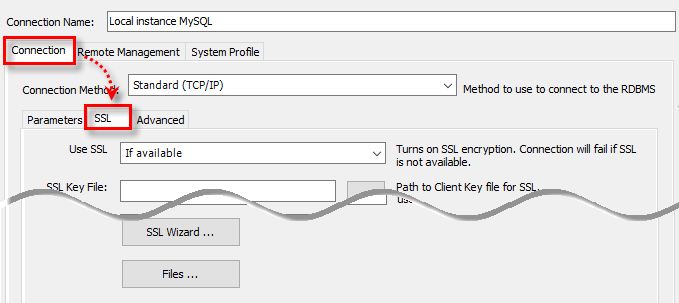 Connection Name: Local instance MySQL
Connection Remote Management System Profile
Connection Method: Standard (TCP/IP) Method to use to connect to the RDBMS
Parameters SSL Advanced
Use SSL If available Turns on SSL encryption. Connection will fail if SSL
is not available.
SSL Key File: Path to Client Key file for SSL.
SSL Wizard ...
Files ...